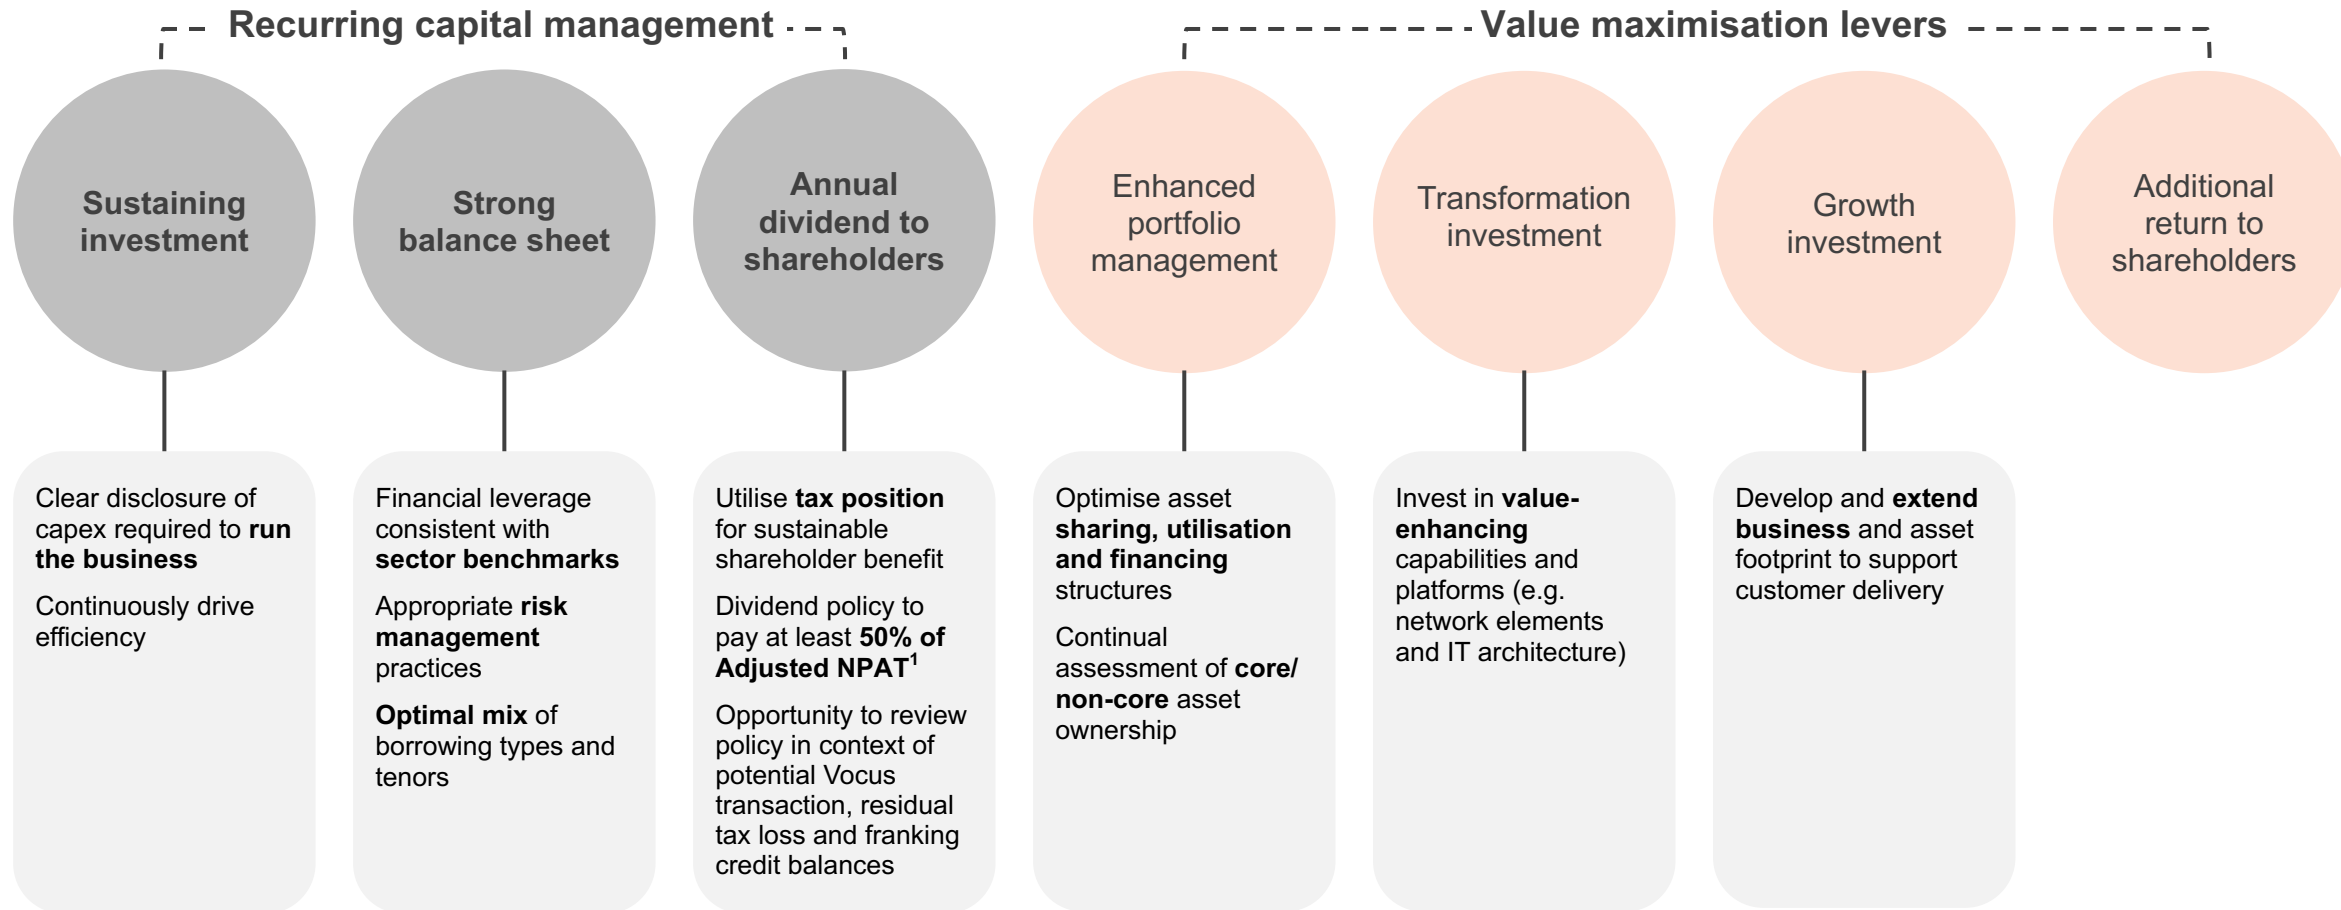 Recurring capital management
Value maximisation levers
Sustaining
investment
Strong
balance sheet
Annual
dividend to
shareholders
Enhanced
portfolio
management
Transformation
investment
Growth
investment
Additional
return to
shareholders
Clear disclosure of
capex required to run
the business
Continuously drive
efficiency
Financial leverage
consistent with
sector benchmarks
Appropriate risk
management
practices
Optimal mix of
borrowing types and
tenors
Utilise tax position
for sustainable
shareholder benefit
Dividend policy to
pay at least 50% of
Adjusted NPAT¹
Opportunity to review
policy in context of
potential Vocus
transaction, residual
tax loss and franking
credit balances
Optimise asset
sharing, utilisation
and financing
structures
Continual
assessment of core/
non-core asset
ownership
Invest in value-
enhancing
capabilities and
platforms (e.g.
network elements
and IT architecture)
Develop and extend
business and asset
footprint to support
customer delivery